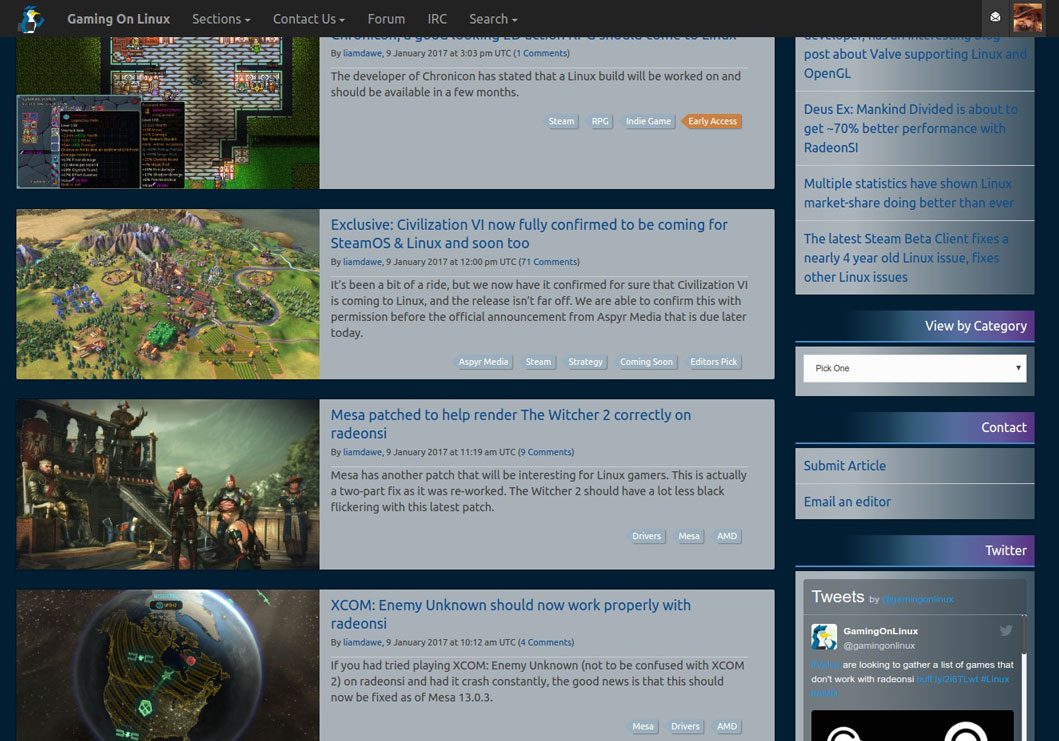 Gaming On Linux
Sections
Contact Us
Forum
IRC
Search
Chronicon, a good looking 2D action RPG should come to Linux
By liamdawe, 9 January 2017 at 3:03 pm UTC (1 Comments)
The developer of Chronicon has stated that a Linux build will be worked on and
should be available in a few months.
Steam
RPG
Indie Game
Early Access
Exclusive: Civilization VI now fully confirmed to be coming for
SteamOS & Linux and soon too
By liamdawe, 9 January 2017 at 12:00 pm UTC (71 Comments)
It's been a bit of a ride, but we now have it confirmed for sure that Civilization VI
is coming to Linux, and the release isn't far off. We are able to confirm this with
permission before the official announcement from Aspyr Media that is due later
today.
Aspyr Media
Steam
Strategy
Coming Soon
Editors Pick
Mesa patched to help render The Witcher 2 correctly on
radeonsi
By liamdawe, 9 January 2017 at 11:19 am UTC (9 Comments)
Mesa has another patch that will be interesting for Linux gamers. This is actually
a two-part fix as it was re-worked. The Witcher 2 should have a lot less black
flickering with this latest patch.
Drivers
Mesa
AMD
XCOM: Enemy Unknown should now work properly with
radeonsi
By liamdawe, 9 January 2017 at 10:12 am UTC (4 Comments)
If you had tried playing XCOM: Enemy Unknown (not to be confused with XCOM
2) on radeonsi and had it crash constantly, the good news is that this should
now be fixed as of Mesa 13.0.3.
Mesa
Drivers
AMD
developer, has an interesting blog
post about Valve supporting Linux and
OpenGL
Deus Ex: Mankind Divided is about to
get ~70% better performance with
RadeonSI
Multiple statistics have shown Linux
market-share doing better than ever
The latest Steam Beta Client fixes a
nearly 4 year old Linux issue, fixes
other Linux issues
View by Category
Pick One
Contact
Submit Article
Email an editor
Twitter
Tweets by @gamingonlinux
GamingOnLinux
@gamingonlinux
are looking to gather a list of games that
don't work with radeonsi buff.ly/2i6TLwt #Linux